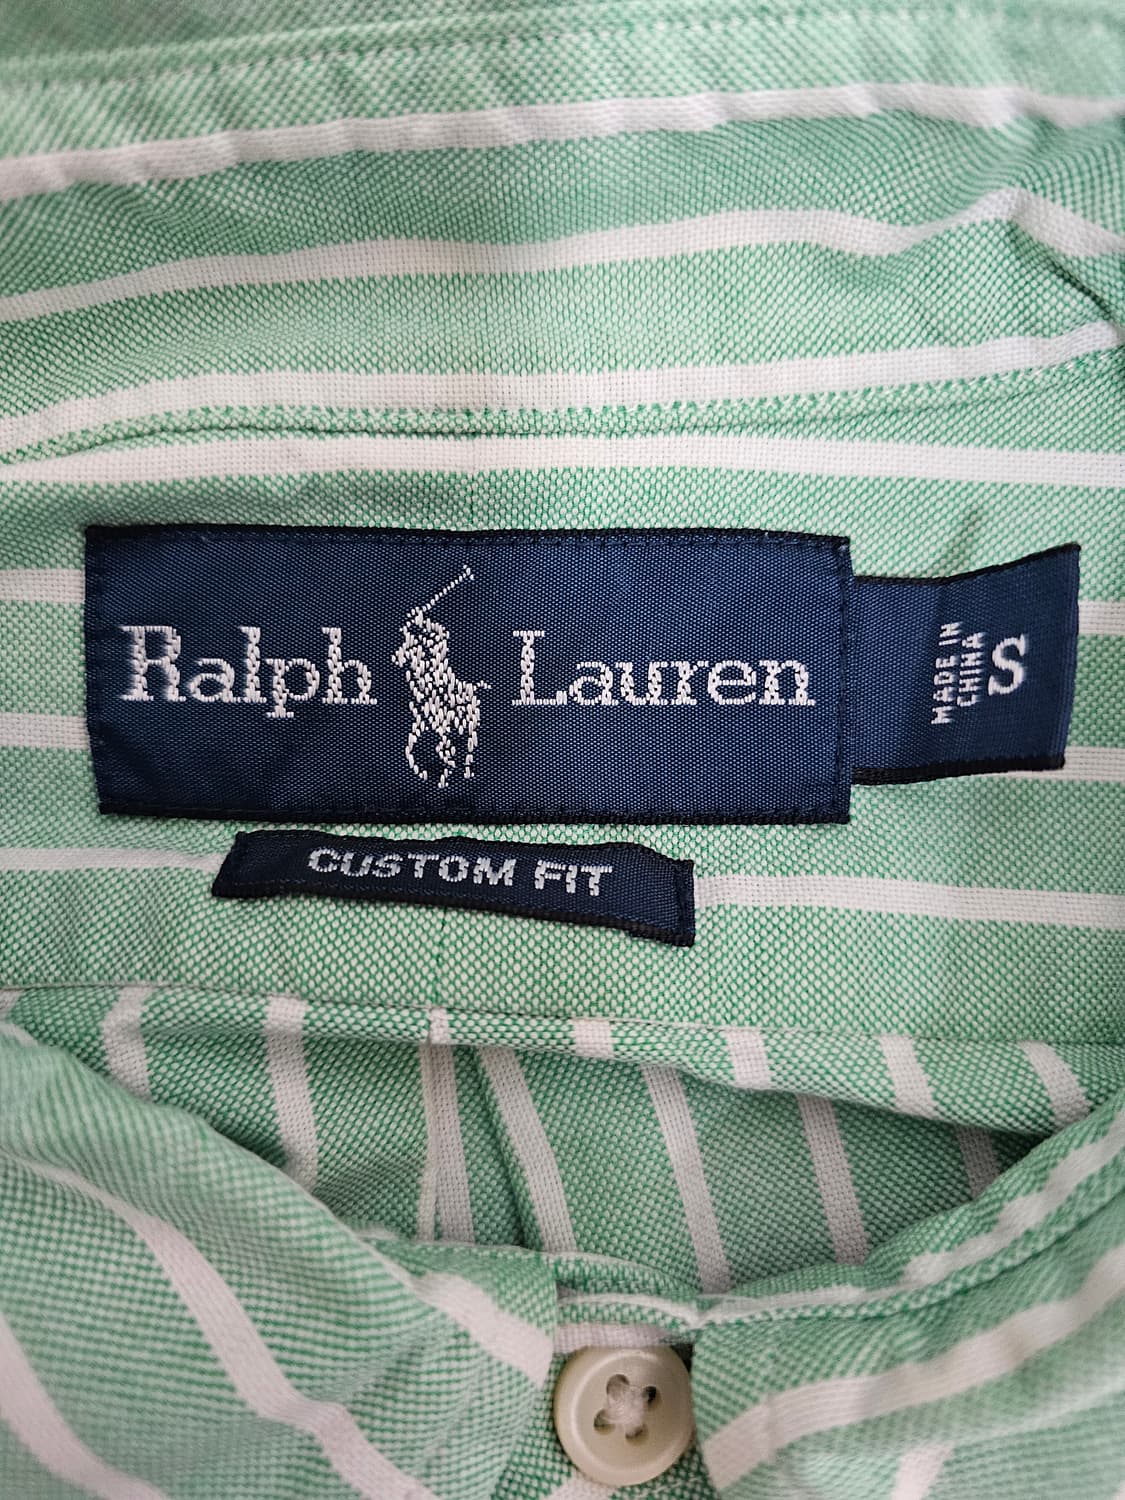 Ralph Lauren
MADE IN
CHINA
S
CUSTOM FIT